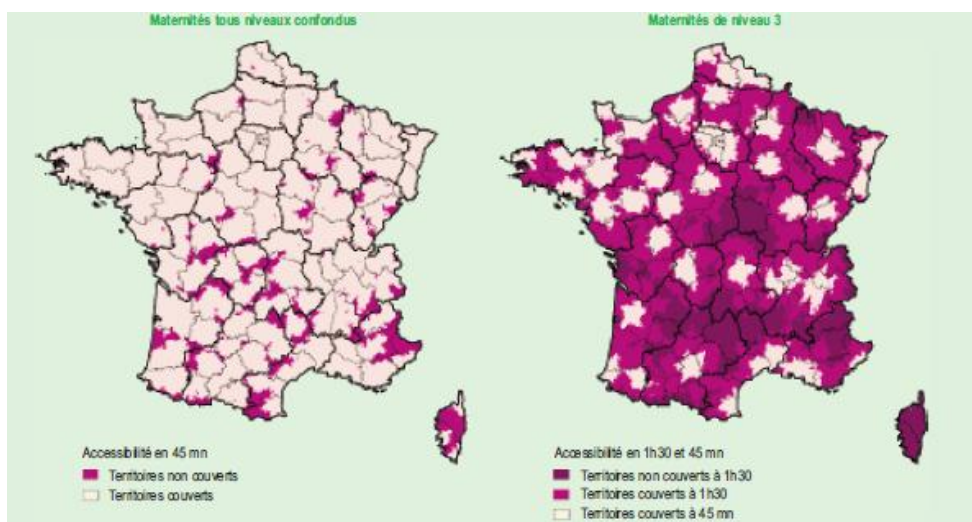 Maternités tous niveaux confondus
Maternités de niveau 3
Accessibilité en 45 mn
Territoires non couverts
Territoires couverts
Accessibilité en 1h30 et 45 mn
Territoires non couverts à 1h30
Territoires couverts à 1h30
Territoires couverts à 45 mn